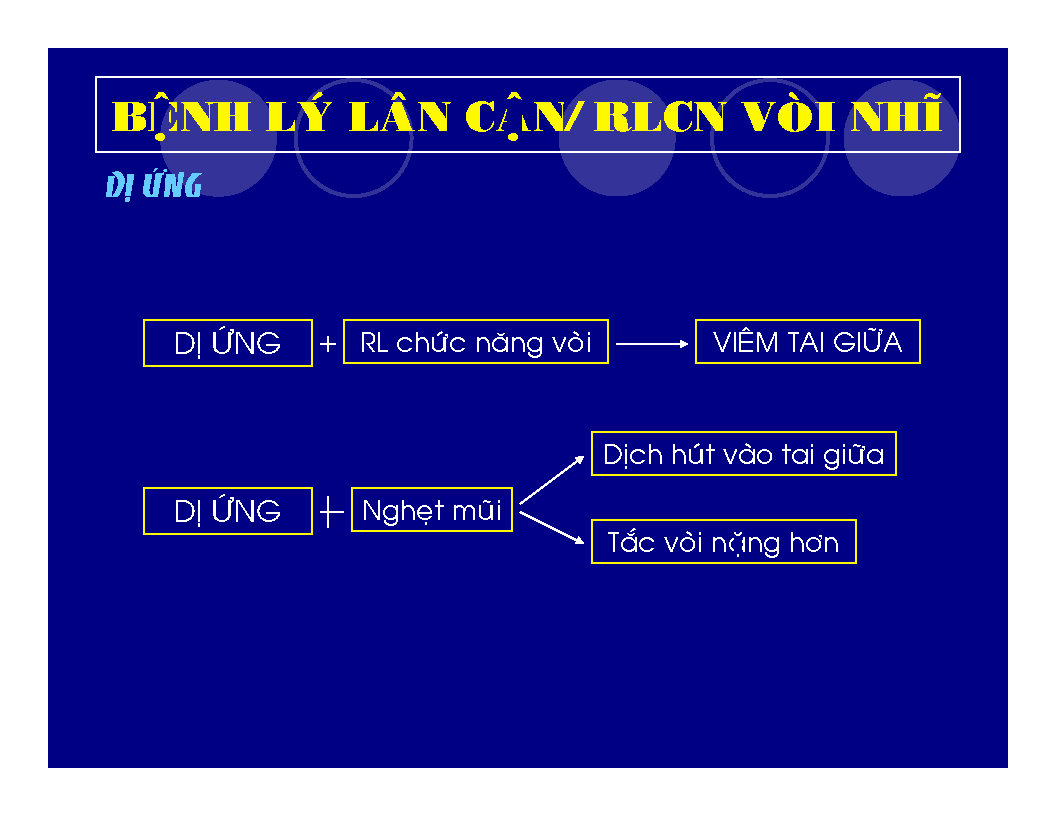 BỆNH LÝ LÂN CẬN/ RLCN VÒI NHĨ
DỊ ỨNG
DỊ ỨNG + RL chức năng vòi VIÊM TAI GIỮA
Dịch hút vào tai giữa
DỊ ỨNG + Nghẹt mũi
Tắc vòi nặng hơn